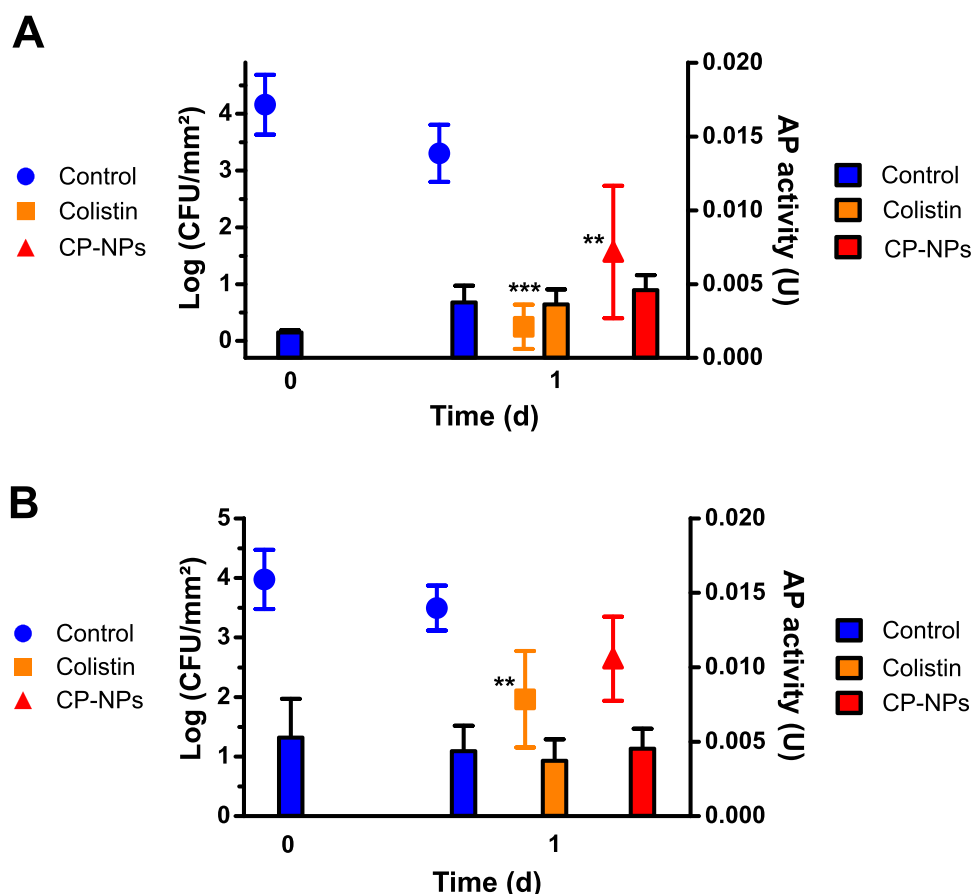 A
Log (CFU/mm²)
4
3
2
1
0
0.020
0.015
0.010
0.005
0.000
AP activity (U)
Control
Colistin
CP-NPs
Control
Colistin
CP-NPs
***
**
0
1
Time (d)
B
Log (CFU/mm²)
5
4
3
2
1
0
0.020
0.015
0.010
0.005
0.000
AP activity (U)
Control
Colistin
CP-NPs
Control
Colistin
CP-NPs
**
0
1
Time (d)